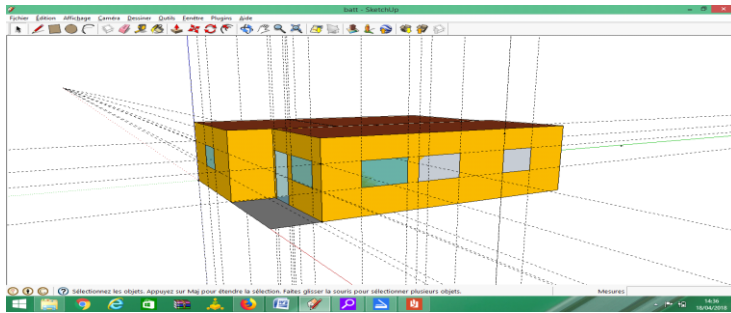 batt - SketchUp
Fichier Édition Affichage Caméra Dessiner Outils Fenêtre Plugins Aide
Sélectionnez les objets. Appuyez sur Maj pour étendre la sélection. Faites glisser la souris pour sélectionner plusieurs objets. Mesures
14:36
18/04/2018